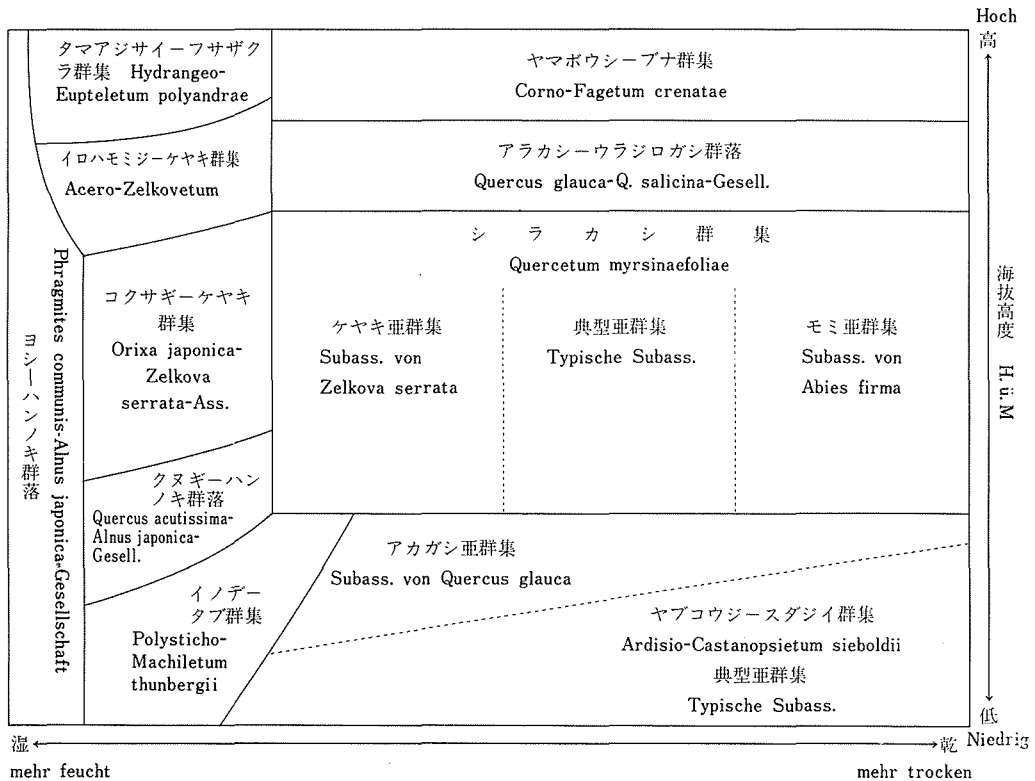 Hoch
高
タマアジサイーフサザク
ラ群集 Hydrangeo-
Eupteletum polyandrae
ヤマボウシーブナ群集
Corno-Fagetum crenatae
イロハモミジーケヤキ群集
Acero-Zelkovetum
アラカシーウラジロガシ群落
Quercus glauca-Q. salicina-Gesell.
シラカシ群集
Quercetum myrsinaefoliae
コクサギーケヤキ
群集
Orixa japonica-
Zelkova
serrata-Ass.
ケヤキ亜群集
Subass. von
Zelkova serrata
典型亜群集
Typische Subass.
モミ亜群集
Subass. von
Abies firma
ヨシーハンノキ群落
Phragmites communis-Alnus japonica-Gesellschaft
クヌギーハン
ノキ群落
Quercus acutissima-
Alnus japonica-
Gesell.
イノデー
タブ群集
Polysticho-
Machiletum
thunbergii
アカガシ亜群集
Subass. von Quercus glauca
ヤブコウジースダジイ群集
Ardisio-Castanopsietum sieboldii
典型亜群集
Typische Subass.
海抜高度 H.ü.M
低
Niedrig
湿
乾
mehr feucht
mehr trocken